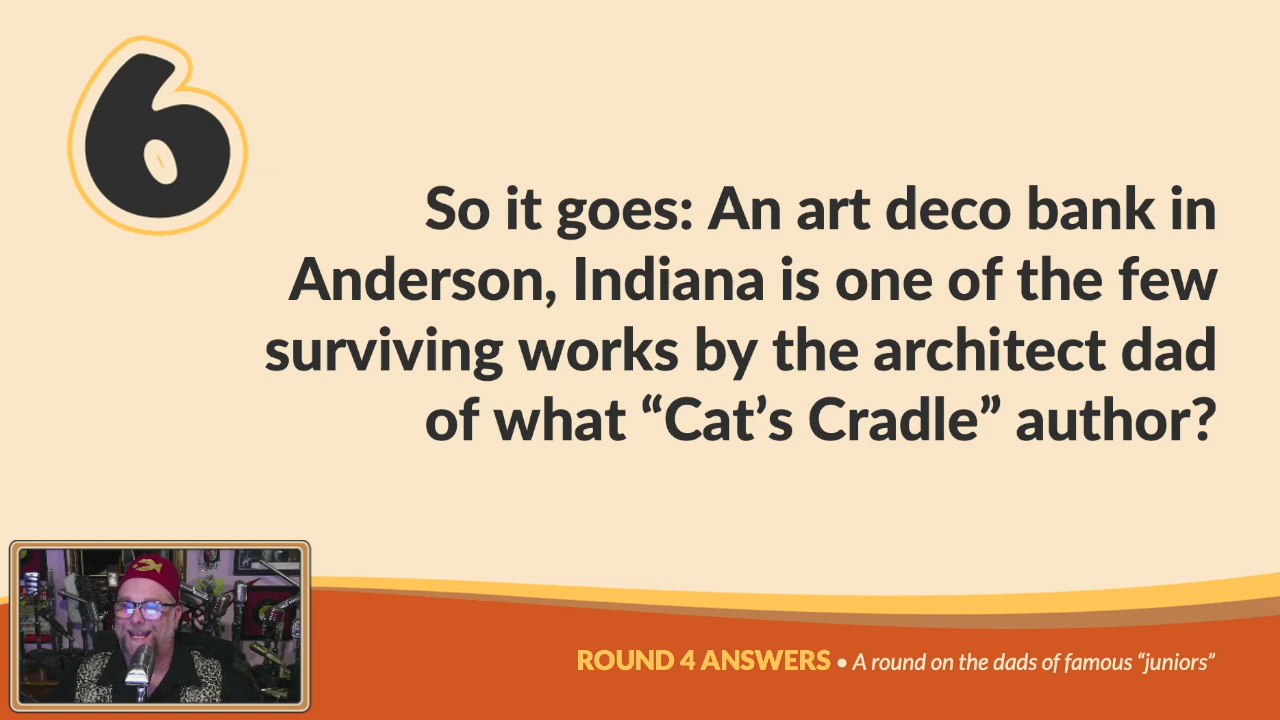 6
So it goes: An art deco bank in
Anderson, Indiana is one of the few
surviving works by the architect dad
of what “Cat’s Cradle” author?
ROUND 4 ANSWERS • A round on the dads of famous “juniors”